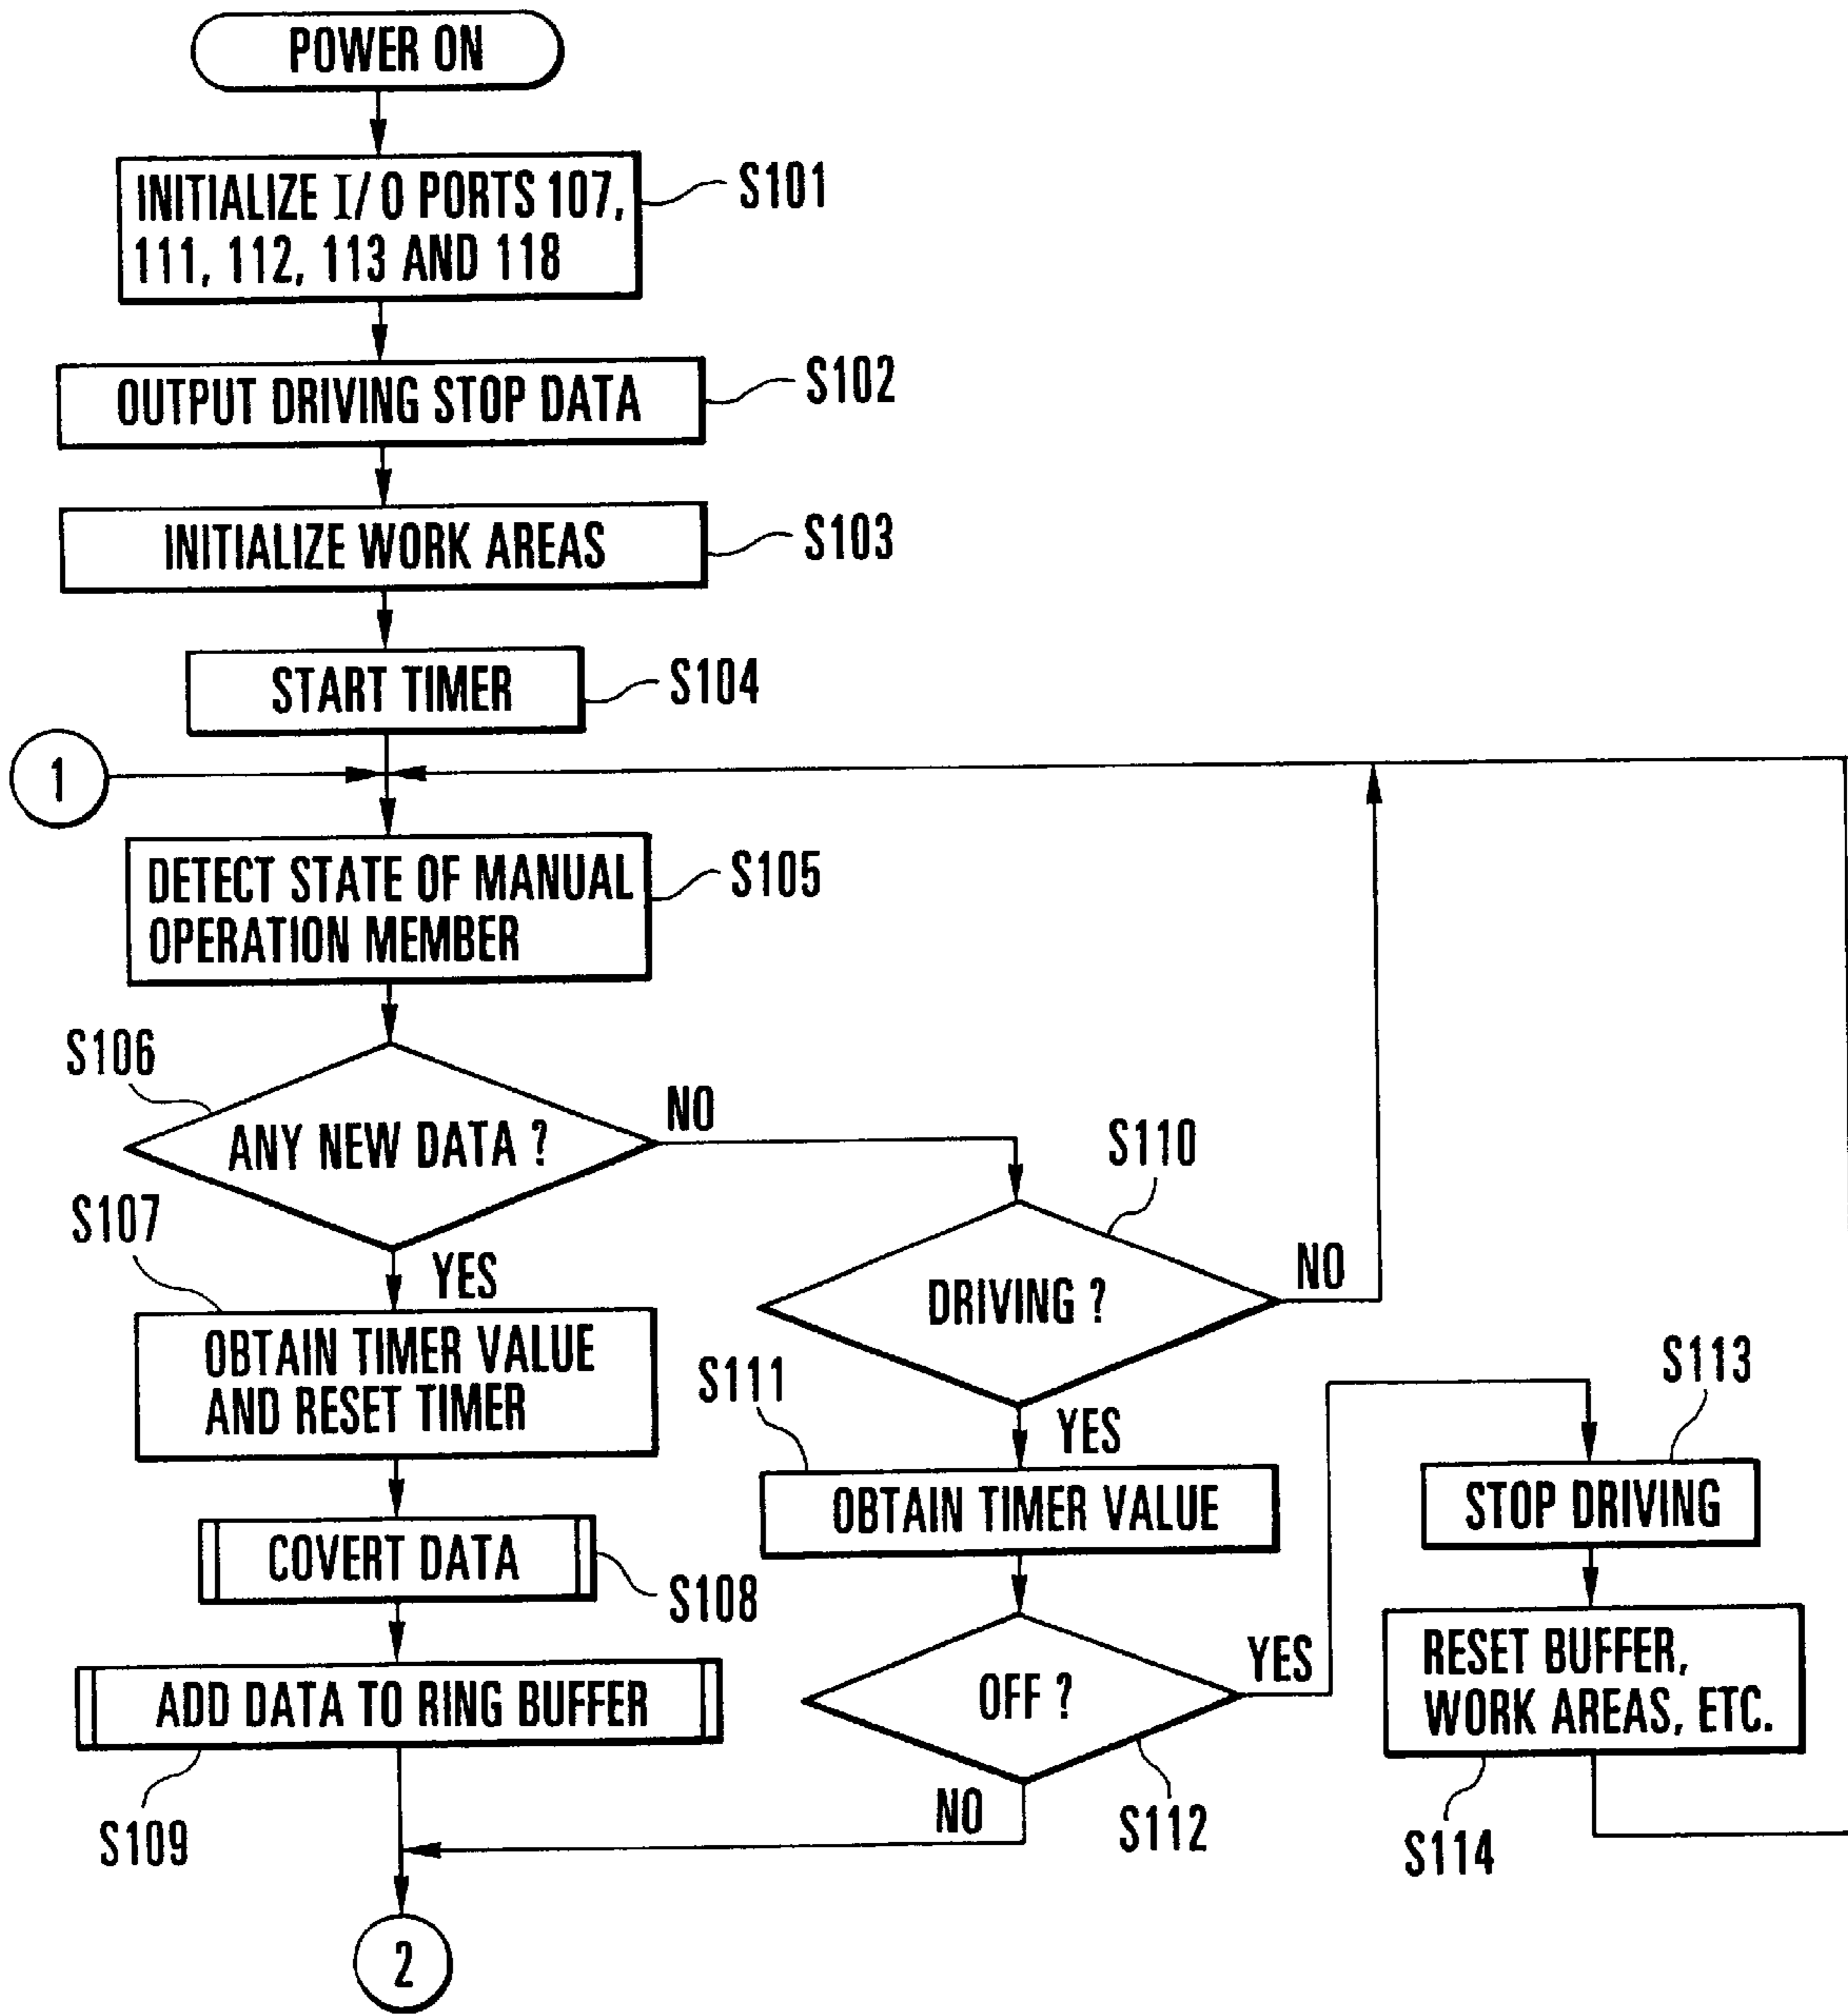 POWER ON
INITIALIZE I/O PORTS 107,
111, 112, 113 AND 118
S101
OUTPUT DRIVING STOP DATA
S102
INITIALIZE WORK AREAS
S103
START TIMER
S104
1
DETECT STATE OF MANUAL
OPERATION MEMBER
S105
S106
ANY NEW DATA ?
NO
YES
S107
OBTAIN TIMER VALUE
AND RESET TIMER
COVERT DATA
S108
ADD DATA TO RING BUFFER
S109
2
S110
DRIVING ?
NO
YES
S111
OBTAIN TIMER VALUE
OFF ?
YES
NO
S112
S113
STOP DRIVING
RESET BUFFER,
WORK AREAS, ETC.
S114